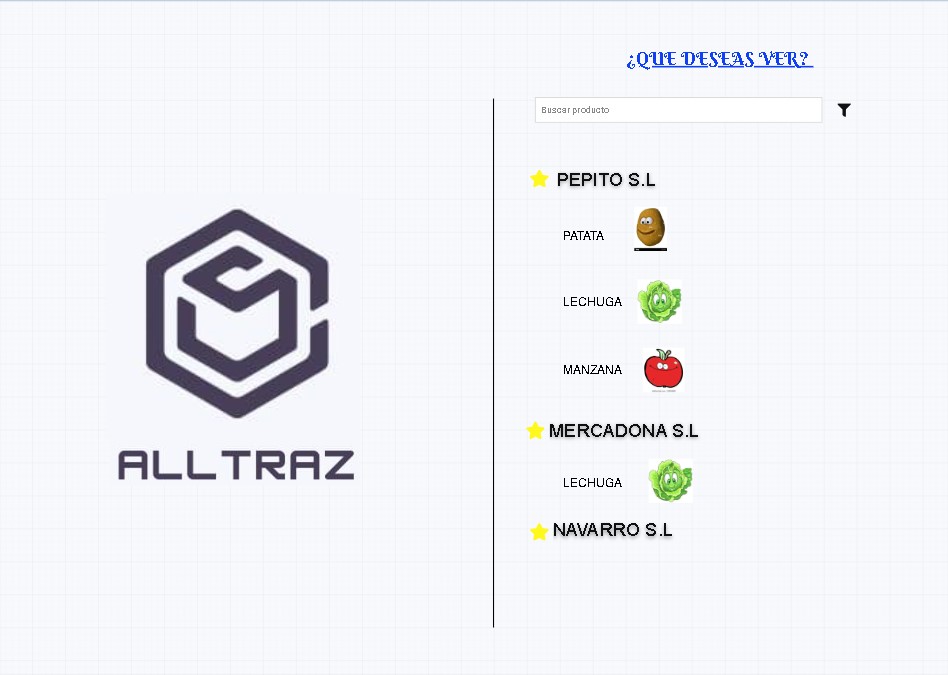 ¿QUE DESEAS VER?
Buscar producto
PEPITO S.L
PATATA
LECHUGA
MANZANA
MERCADONA S.L
LECHUGA
NAVARRO S.L
ALLTRAZ